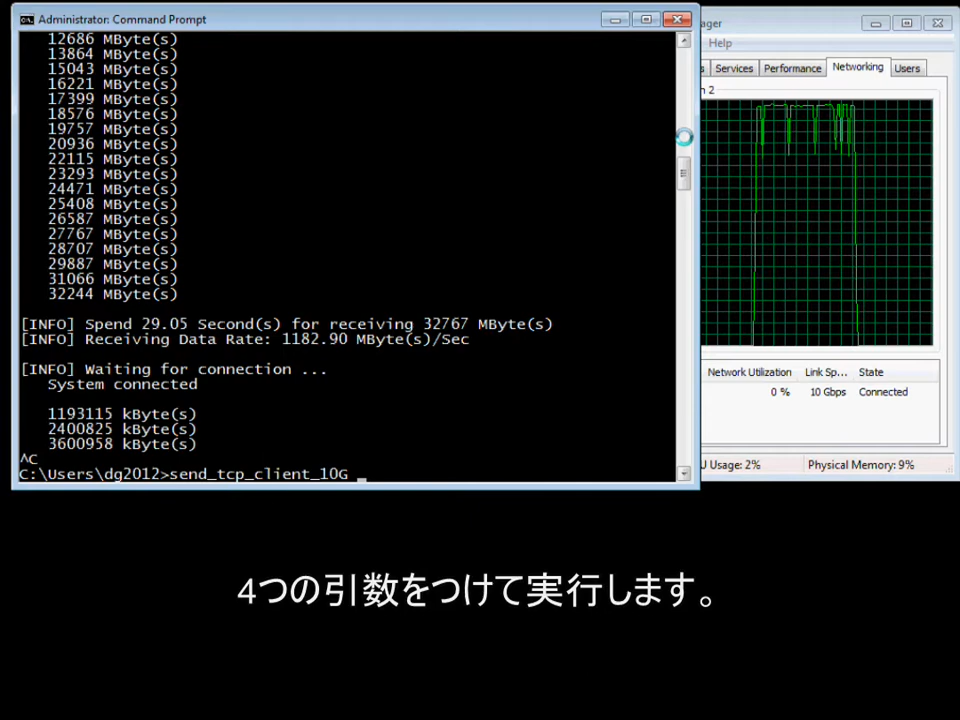 Administrator: Command Prompt
12686 MByte(s)
13864 MByte(s)
15043 MByte(s)
16221 MByte(s)
17399 MByte(s)
18576 MByte(s)
19757 MByte(s)
20936 MByte(s)
22115 MByte(s)
23293 MByte(s)
24471 MByte(s)
25408 MByte(s)
26587 MByte(s)
27767 MByte(s)
28707 MByte(s)
29887 MByte(s)
31066 MByte(s)
32244 MByte(s)
[INFO] Spend 29.05 Second(s) for receiving 32767 MByte(s)
[INFO] Receiving Data Rate: 1182.90 MByte(s)/Sec
[INFO] Waiting for connection ...
System connected
1193115 kByte(s)
2400825 kByte(s)
3600958 kByte(s)
^C
C:\Users\dg2012>send_tcp_client_10G _
ager
Help
s Services Performance Networking Users
n 2
Network Utilization Link Sp... State
0 % 10 Gbps Connected
U Usage: 2% Physical Memory: 9%
4つの引数をつけて実行します。